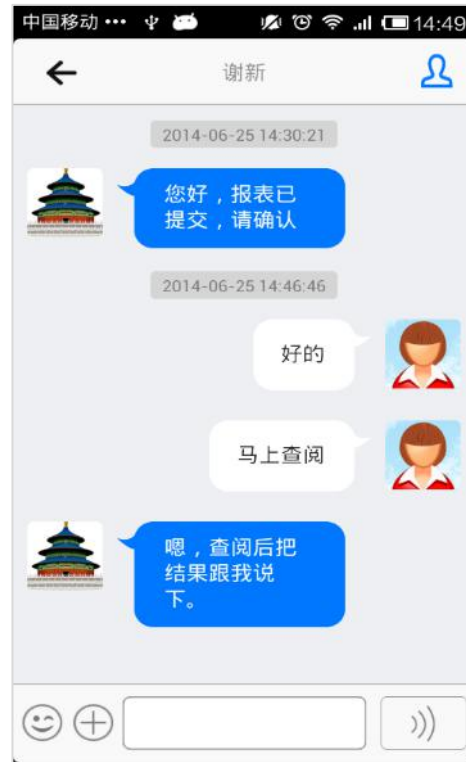 中国移动 ••• 14:49
谢新
2014-06-25 14:30:21
您好，报表已
提交，请确认
2014-06-25 14:46:46
好的
马上查阅
嗯，查阅后把
结果跟我说
下。